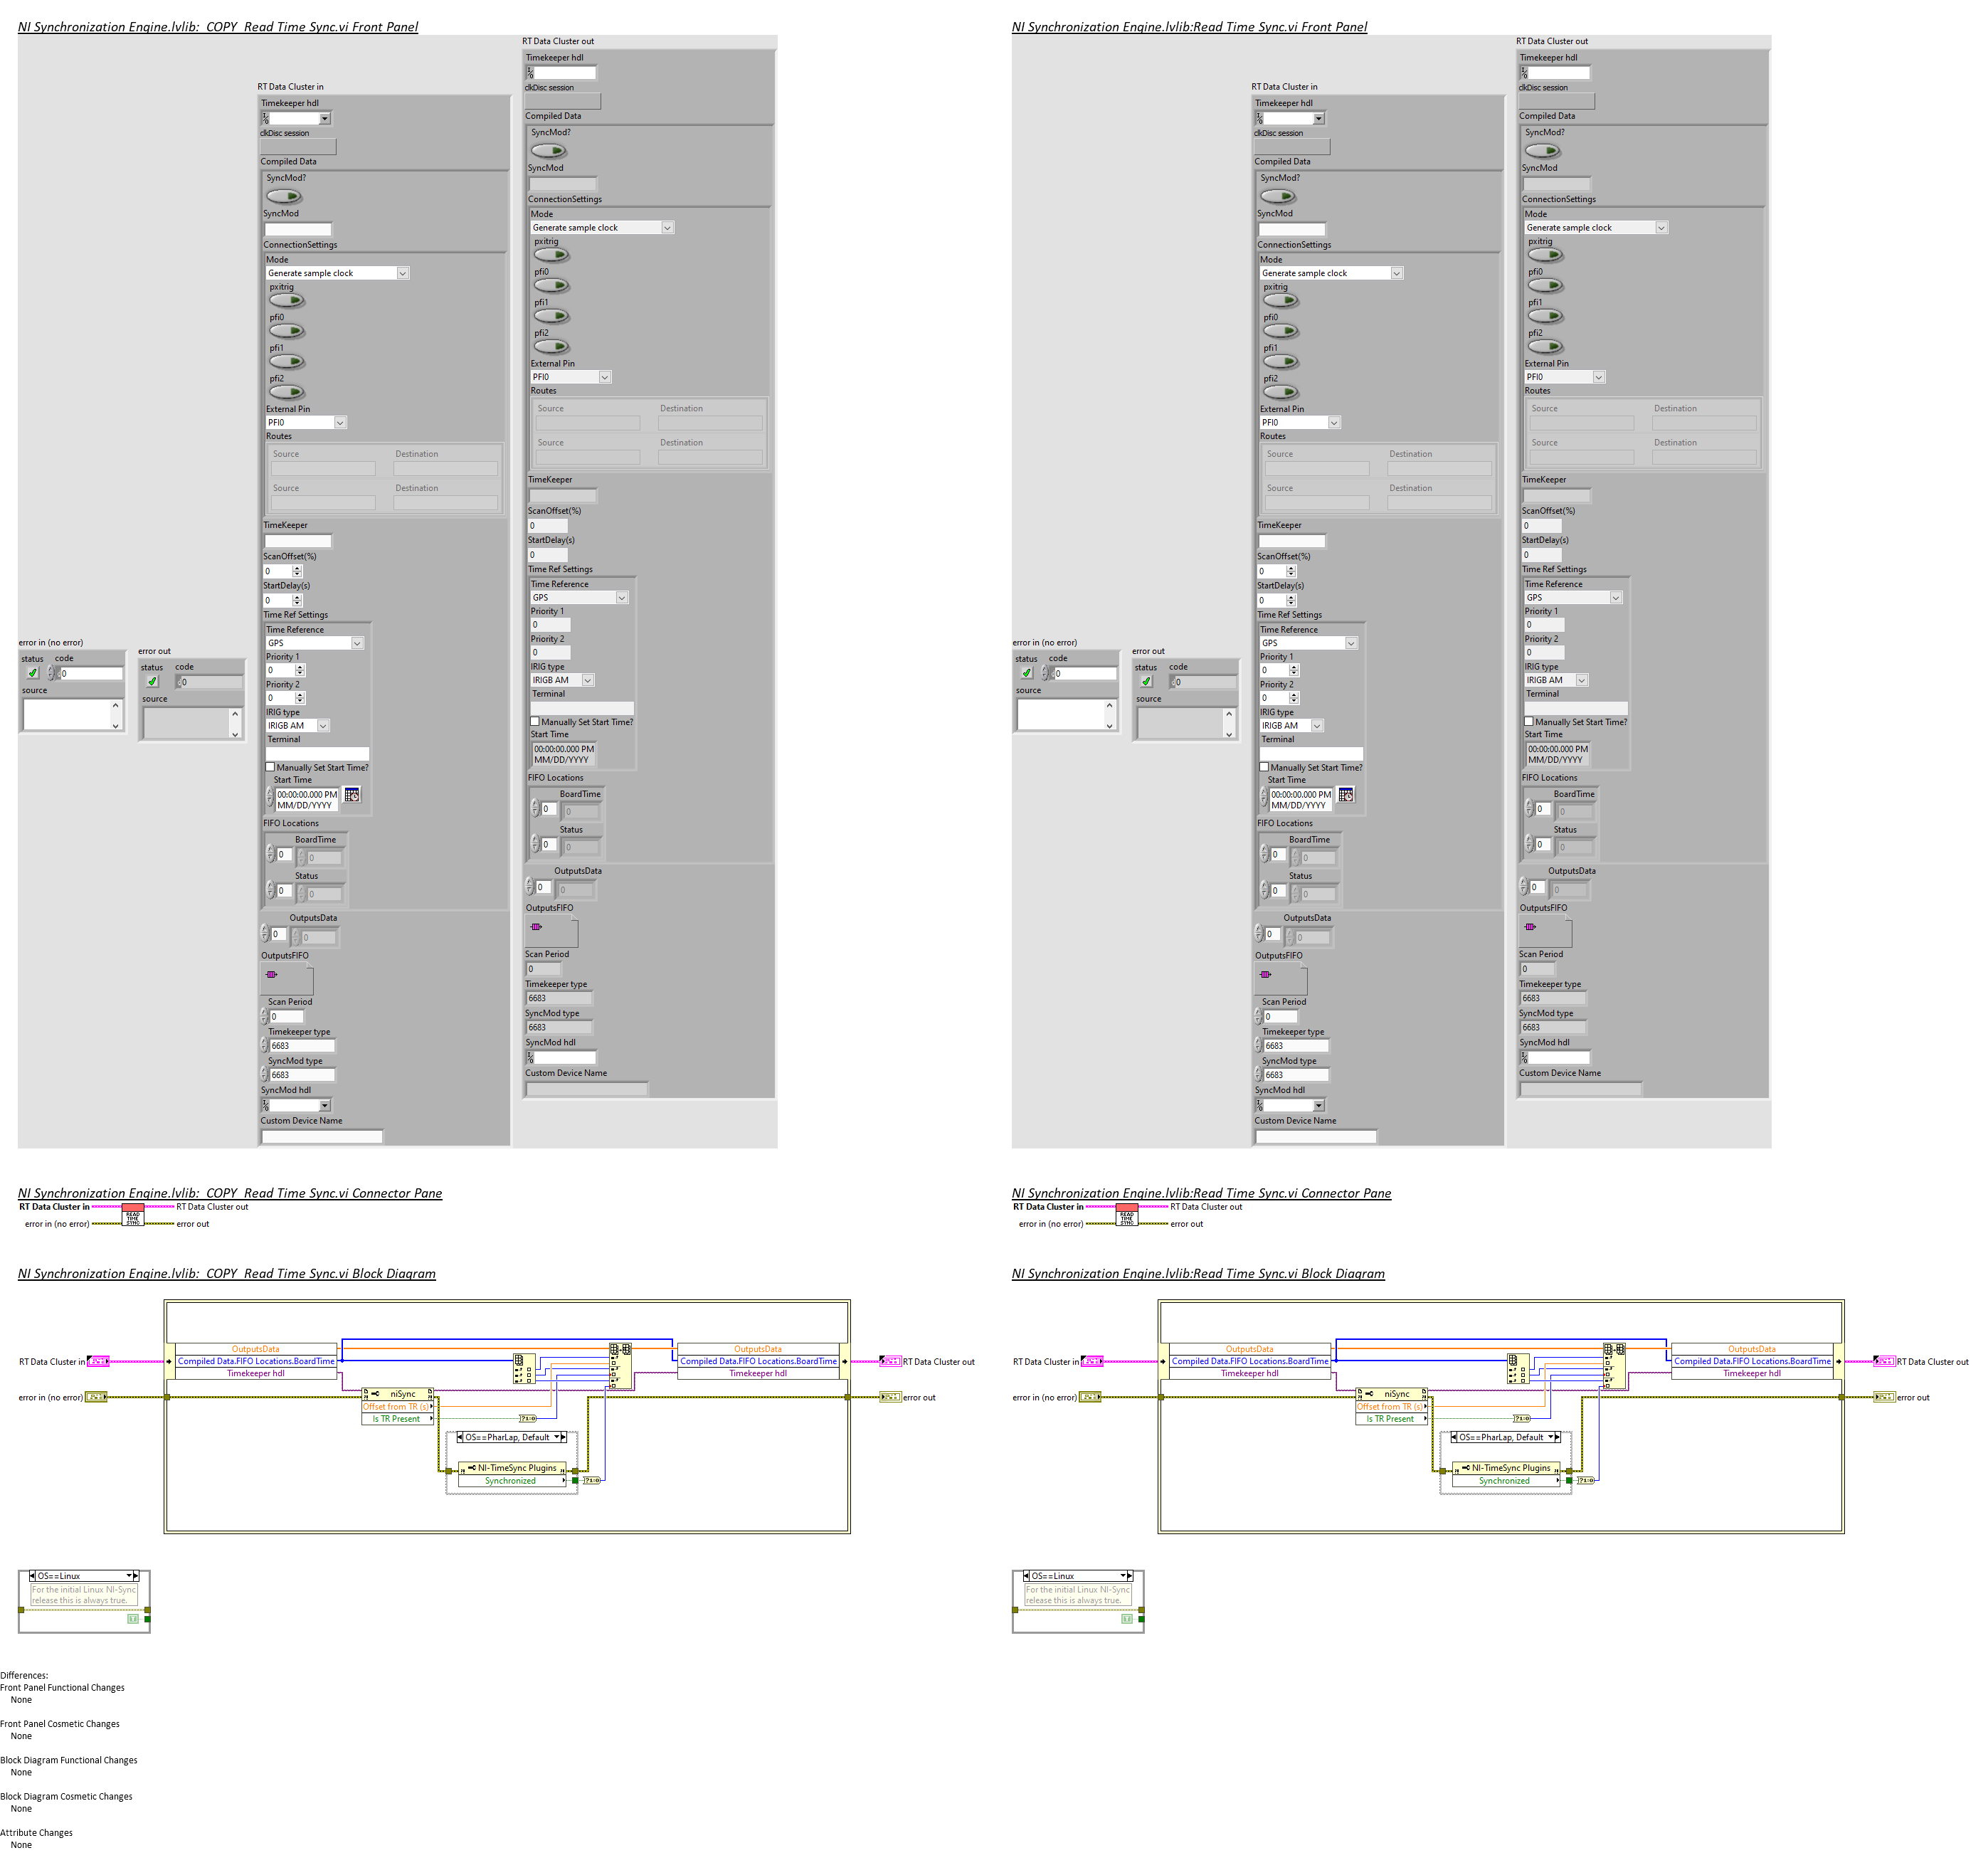 NI Synchronization Engine.lvlib:_COPY_Read Time Sync.vi Front Panel
RT Data Cluster in
Timekeeper hdl
clkDisc session
Compiled Data
SyncMod?
SyncMod
ConnectionSettings
Mode
Generate sample clock
pxitrig
pfi0
pfi1
pfi2
External Pin
PFI0
Routes
Source Destination
Source Destination
TimeKeeper
ScanOffset(%)
0
StartDelay(s)
0
Time Ref Settings
Time Reference
GPS
Priority 1
0
Priority 2
0
IRIG type
IRIGB AM
Terminal
Manually Set Start Time?
Start Time
00:00:00.000 PM
MM/DD/YYYY
FIFO Locations
BoardTime
0 0
Status
0 0
OutputsData
0 0
OutputsFIFO
Scan Period
0
Timekeeper type
6683
SyncMod type
6683
SyncMod hdl
Custom Device Name
error in (no error)
status code
0
source
error out
status code
0
source
RT Data Cluster out
Timekeeper hdl
clkDisc session
Compiled Data
SyncMod?
SyncMod
ConnectionSettings
Mode
Generate sample clock
pxitrig
pfi0
pfi1
pfi2
External Pin
PFI0
Routes
Source Destination
Source Destination
TimeKeeper
ScanOffset(%)
0
StartDelay(s)
0
Time Ref Settings
Time Reference
GPS
Priority 1
0
Priority 2
0
IRIG type
IRIGB AM
Terminal
Manually Set Start Time?
Start Time
00:00:00.000 PM
MM/DD/YYYY
FIFO Locations
BoardTime
0 0
Status
0 0
OutputsData
0 0
OutputsFIFO
Scan Period
0
Timekeeper type
6683
SyncMod type
6683
SyncMod hdl
Custom Device Name
NI Synchronization Engine.lvlib:Read Time Sync.vi Front Panel
RT Data Cluster in
Timekeeper hdl
clkDisc session
Compiled Data
SyncMod?
SyncMod
ConnectionSettings
Mode
Generate sample clock
pxitrig
pfi0
pfi1
pfi2
External Pin
PFI0
Routes
Source Destination
Source Destination
TimeKeeper
ScanOffset(%)
0
StartDelay(s)
0
Time Ref Settings
Time Reference
GPS
Priority 1
0
Priority 2
0
IRIG type
IRIGB AM
Terminal
Manually Set Start Time?
Start Time
00:00:00.000 PM
MM/DD/YYYY
FIFO Locations
BoardTime
0 0
Status
0 0
OutputsData
0 0
OutputsFIFO
Scan Period
0
Timekeeper type
6683
SyncMod type
6683
SyncMod hdl
Custom Device Name
error in (no error)
status code
0
source
error out
status code
0
source
RT Data Cluster out
Timekeeper hdl
clkDisc session
Compiled Data
SyncMod?
SyncMod
ConnectionSettings
Mode
Generate sample clock
pxitrig
pfi0
pfi1
pfi2
External Pin
PFI0
Routes
Source Destination
Source Destination
TimeKeeper
ScanOffset(%)
0
StartDelay(s)
0
Time Ref Settings
Time Reference
GPS
Priority 1
0
Priority 2
0
IRIG type
IRIGB AM
Terminal
Manually Set Start Time?
Start Time
00:00:00.000 PM
MM/DD/YYYY
FIFO Locations
BoardTime
0 0
Status
0 0
OutputsData
0 0
OutputsFIFO
Scan Period
0
Timekeeper type
6683
SyncMod type
6683
SyncMod hdl
Custom Device Name
NI Synchronization Engine.lvlib:_COPY_Read Time Sync.vi Connector Pane
RT Data Cluster in RT Data Cluster out
READ
TIME
SYNC
error in (no error) error out
NI Synchronization Engine.lvlib:Read Time Sync.vi Connector Pane
RT Data Cluster in RT Data Cluster out
READ
TIME
SYNC
error in (no error) error out
NI Synchronization Engine.lvlib:_COPY_Read Time Sync.vi Block Diagram
OutputsData OutputsData
RT Data Cluster in Compiled Data.FIFO Locations.BoardTime Compiled Data.FIFO Locations.BoardTime RT Data Cluster out
Timekeeper hdl Timekeeper hdl
error in (no error) niSync error out
Offset from TR (s)
Is TR Present ?1:0
OS==PharLap, Default
NI-TimeSync Plugins
Synchronized ?1:0
OS==Linux
For the initial Linux NI-Sync
release this is always true.
NI Synchronization Engine.lvlib:Read Time Sync.vi Block Diagram
OutputsData OutputsData
RT Data Cluster in Compiled Data.FIFO Locations.BoardTime Compiled Data.FIFO Locations.BoardTime RT Data Cluster out
Timekeeper hdl Timekeeper hdl
error in (no error) niSync error out
Offset from TR (s)
Is TR Present ?1:0
OS==PharLap, Default
NI-TimeSync Plugins
Synchronized ?1:0
OS==Linux
For the initial Linux NI-Sync
release this is always true.
Differences:
Front Panel Functional Changes
None
Front Panel Cosmetic Changes
None
Block Diagram Functional Changes
None
Block Diagram Cosmetic Changes
None
Attribute Changes
None